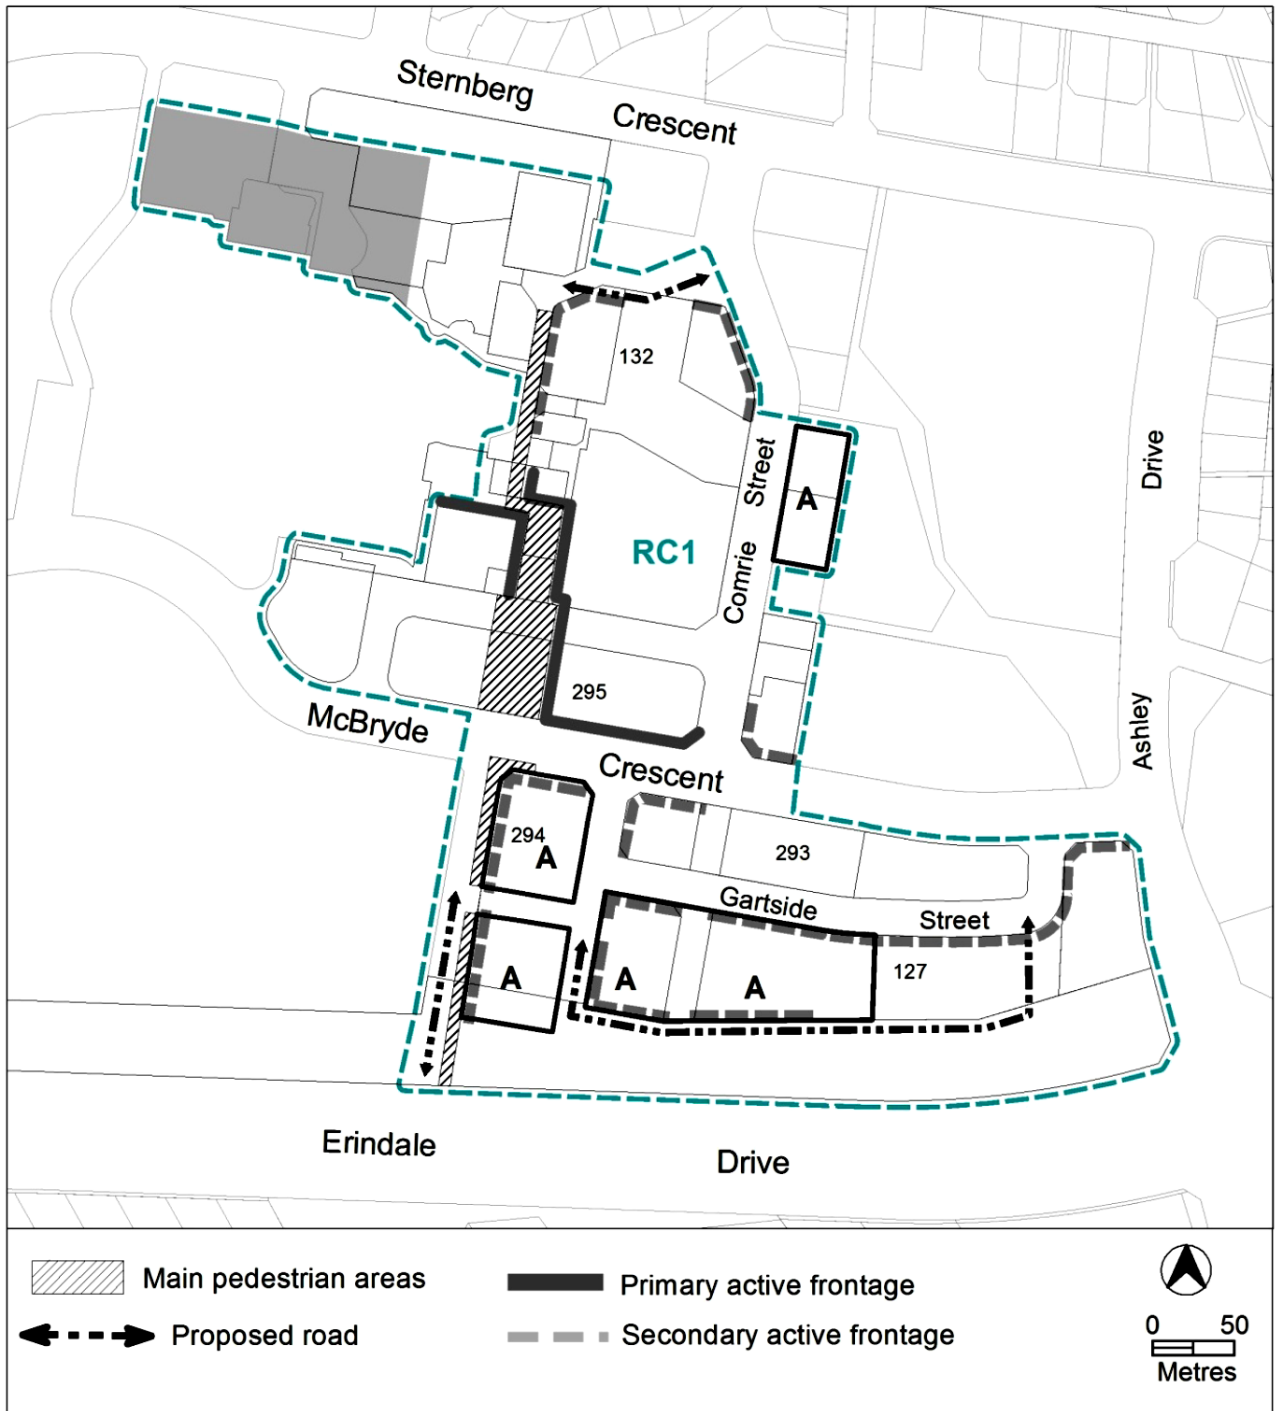 Sternberg
Crescent
132
Street
A
Drive
RC1
Comrie
295
McBryde
Ashley
Crescent
294
A
293
Gartside
Street
A
A
A
127
Erindale
Drive
Main pedestrian areas
Primary active frontage
Proposed road
Secondary active frontage
0 50
Metres